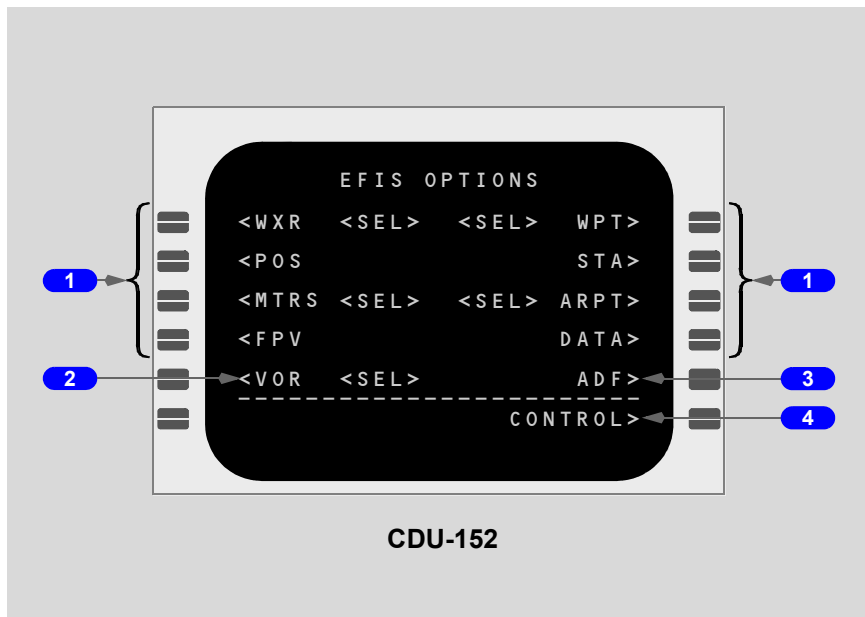 EFIS OPTIONS
<WXR <SEL> <SEL> WPT>
<POS STA>
1 1
<MTRS <SEL> <SEL> ARPT>
<FPV DATA>
2 <VOR <SEL> ADF> 3
------------------------
CONTROL> 4
CDU-152